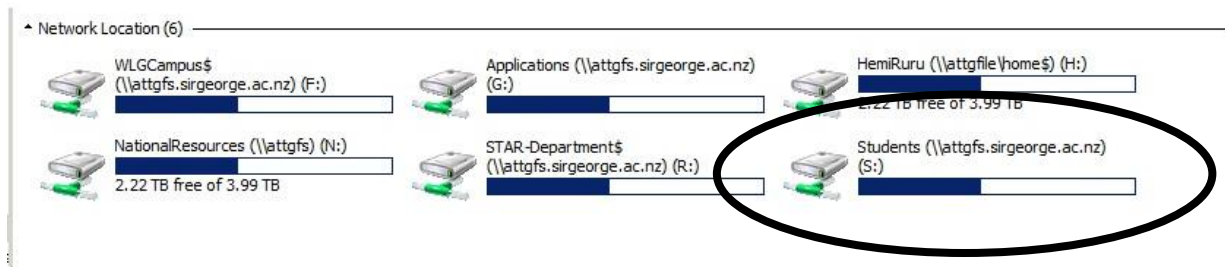 Network Location (6)
WLGCampus$
(\\attgfs.sirgeorge.ac.nz) (F:)
Applications (\\attgfs.sirgeorge.ac.nz)
(G:)
HemiRuru (\\attgfile\home$) (H:)
2.22 TB free of 3.99 TB
NationalResources (\\attgfs) (N:)
2.22 TB free of 3.99 TB
STAR-Department$
(\\attgfs.sirgeorge.ac.nz) (R:)
Students (\\attgfs.sirgeorge.ac.nz)
(S:)